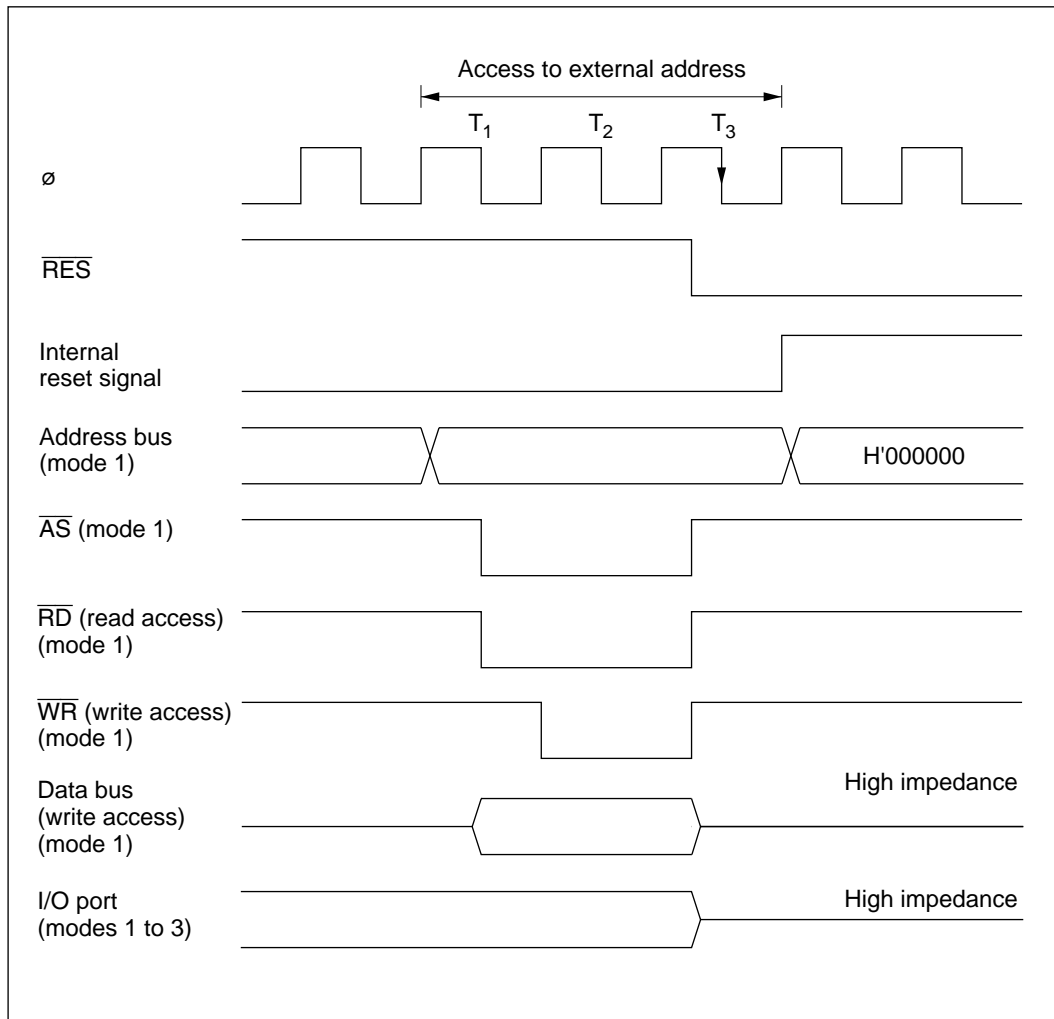 Access to external address
T1 T2 T3
ø
RES
Internal
reset signal
Address bus
(mode 1)
H'000000
AS (mode 1)
RD (read access)
(mode 1)
WR (write access)
(mode 1)
Data bus
(write access)
(mode 1)
High impedance
I/O port
(modes 1 to 3)
High impedance